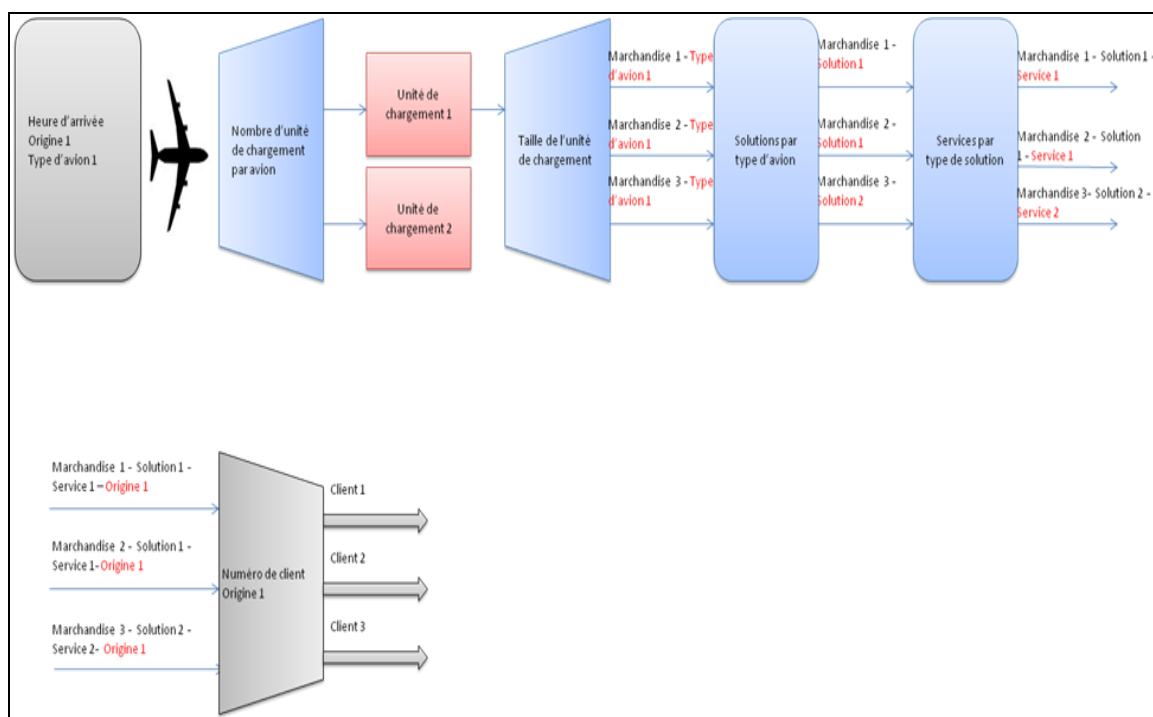 Heure d'arrivée
Origine 1
Type d'avion 1
Nombre d'unité
de chargement
par avion
Unité de
chargement 1
Unité de
chargement 2
Taille de l'unité
de chargement
Marchandise 1 - Type
d'avion 1
Marchandise 2 - Type
d'avion 1
Marchandise 3 - Type
d'avion 1
Solutions par
type d'avion
Marchandise 1 -
Solution 1
Marchandise 2 -
Solution 1
Marchandise 3 -
Solution 2
Services par
type de solution
Marchandise 1 - Solution 1 -
Service 1
Marchandise 2 - Solution
1 - Service 1
Marchandise 3- Solution 2 -
Service 2
Marchandise 1 - Solution 1 -
Service 1 – Origine 1
Marchandise 2 - Solution 1 -
Service 1- Origine 1
Marchandise 3 - Solution 2 -
Service 2- Origine 1
Numéro de client
Origine 1
Client 1
Client 2
Client 3